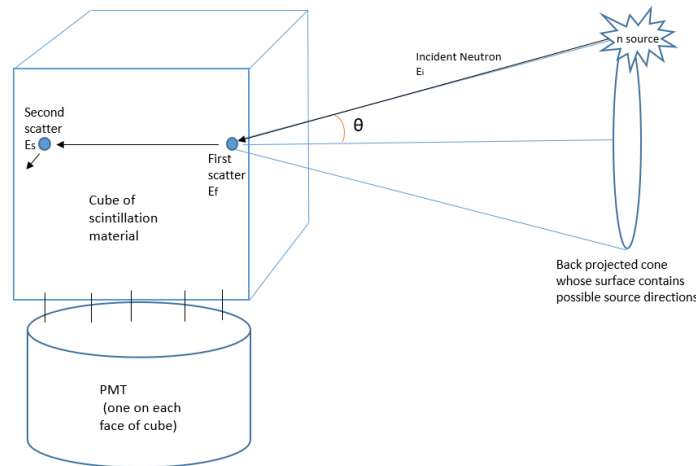 n source
Incident Neutron
Ei
θ
Second
scatter
Es
First
scatter
Ef
Cube of
scintillation
material
Back projected cone
whose surface contains
possible source directions
PMT
(one on each
face of cube)